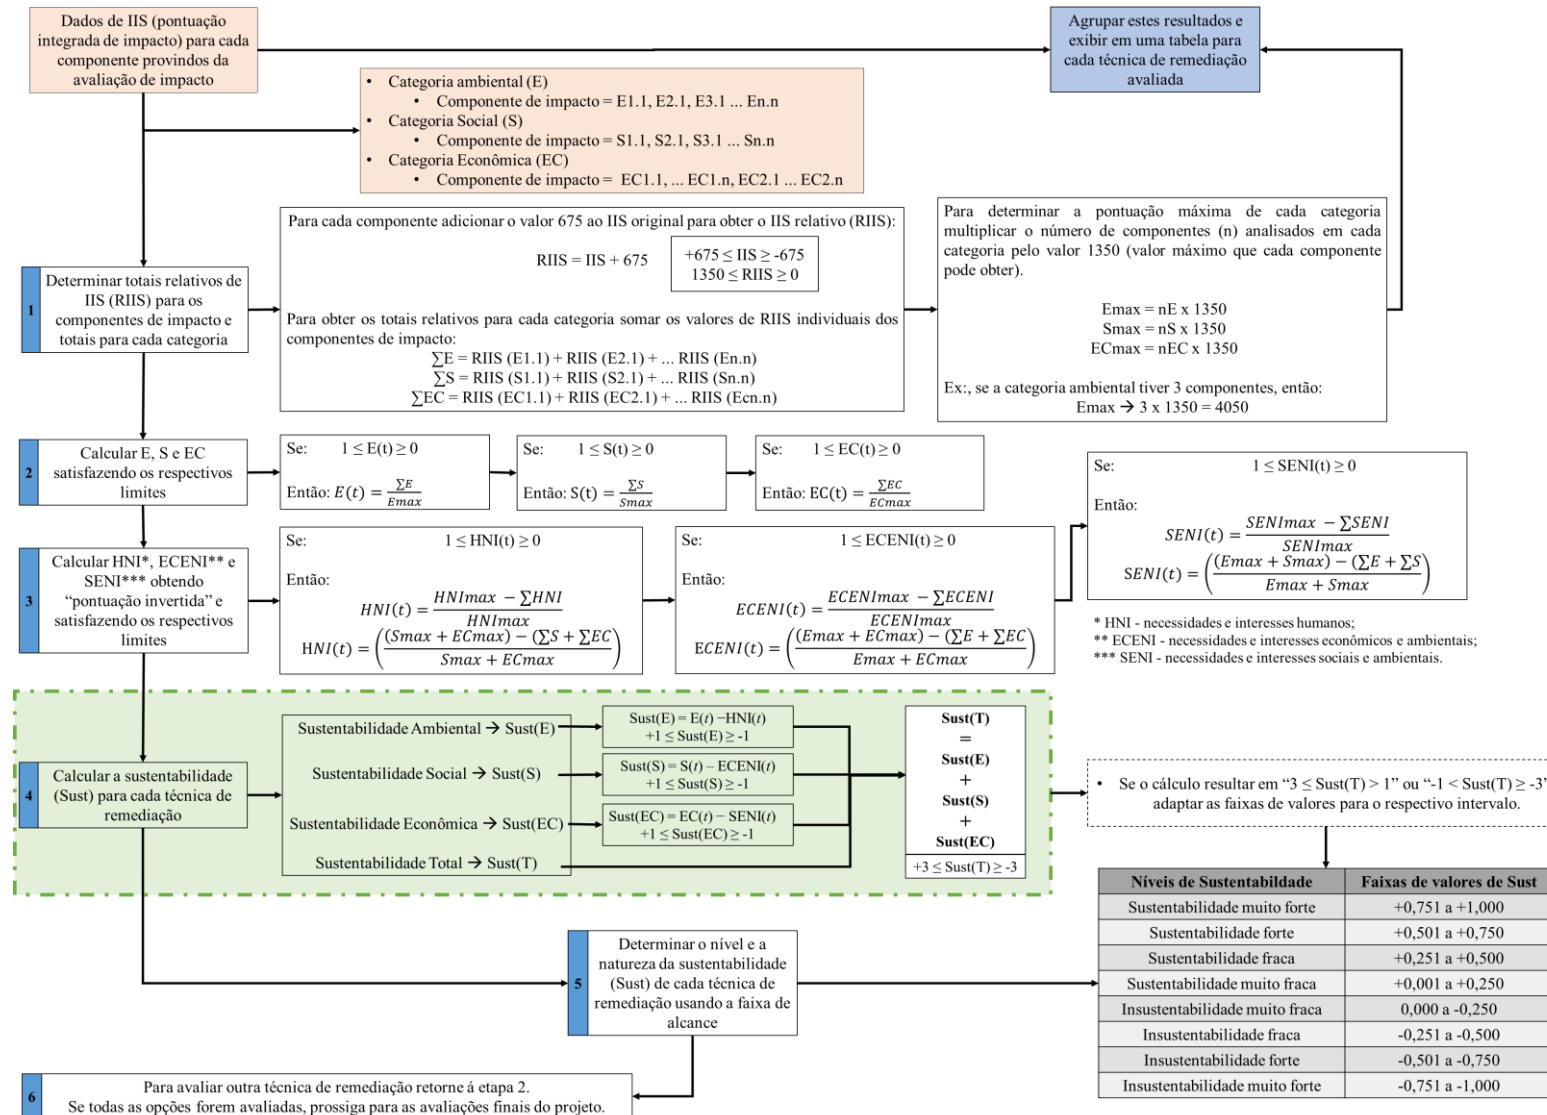 Dados de IIS (pontuação
integrada de impacto) para cada
componente provindos da
avaliação de impacto
Agrupar estes resultados e
exibir em uma tabela para
cada técnica de remediação
avaliada
• Categoria ambiental (E)
• Componente de impacto = E1.1, E2.1, E3.1 ... En.n
• Categoria Social (S)
• Componente de impacto = S1.1, S2.1, S3.1 ... Sn.n
• Categoria Econômica (EC)
• Componente de impacto = EC1.1, ... EC1.n, EC2.1 ... EC2.n
1
Determinar totais relativos de
IIS (RIIS) para os
componentes de impacto e
totais para cada categoria
Para cada componente adicionar o valor 675 ao IIS original para obter o IIS relativo (RIIS):
RIIS = IIS + 675
+675 ≤ IIS ≥ -675
1350 ≤ RIIS ≥ 0
Para obter os totais relativos para cada categoria somar os valores de RIIS individuais dos
componentes de impacto:
∑E = RIIS (E1.1) + RIIS (E2.1) + ... RIIS (En.n)
∑S = RIIS (S1.1) + RIIS (S2.1) + ... RIIS (Sn.n)
∑EC = RIIS (EC1.1) + RIIS (EC2.1) + ... RIIS (Ecn.n)
Para determinar a pontuação máxima de cada categoria
multiplicar o número de componentes (n) analisados em cada
categoria pelo valor 1350 (valor máximo que cada componente
pode obter).
Emax = nE x 1350
Smax = nS x 1350
ECmax = nEC x 1350
Ex:, se a categoria ambiental tiver 3 componentes, então:
Emax → 3 x 1350 = 4050
2
Calcular E, S e EC
satisfazendo os respectivos
limites
Se: 1 ≤ E(t) ≥ 0
Então: E(t) = ∑E / Emax
Se: 1 ≤ S(t) ≥ 0
Então: S(t) = ∑S / Smax
Se: 1 ≤ EC(t) ≥ 0
Então: EC(t) = ∑EC / ECmax
3
Calcular HNI*, ECENI** e
SENI*** obtendo
“pontuação invertida” e
satisfazendo os respectivos
limites
Se: 1 ≤ HNI(t) ≥ 0
Então:
HNI(t) = (HNImax − ∑HNI) / HNImax
HNI(t) = (((Smax + ECmax) − (∑S + ∑EC) / Smax + ECmax)
Se: 1 ≤ ECENI(t) ≥ 0
Então:
ECENI(t) = (ECENImax − ∑ECENI) / ECENImax
ECENI(t) = (((Emax + ECmax) − (∑E + ∑EC) / Emax + ECmax)
Se: 1 ≤ SENI(t) ≥ 0
Então:
SENI(t) = (SENImax − ∑SENI) / SENImax
SENI(t) = (((Emax + Smax) − (∑E + ∑S) / Emax + Smax)
* HNI - necessidades e interesses humanos;
** ECENI - necessidades e interesses econômicos e ambientais;
*** SENI - necessidades e interesses sociais e ambientais.
4
Calcular a sustentabilidade
(Sust) para cada técnica de
remediação
Sustentabilidade Ambiental → Sust(E)
Sustentabilidade Social → Sust(S)
Sustentabilidade Econômica → Sust(EC)
Sustentabilidade Total → Sust(T)
Sust(E) = E(t) −HNI(t)
+1 ≤ Sust(E) ≥ -1
Sust(S) = S(t) − ECENI(t)
+1 ≤ Sust(S) ≥ -1
Sust(EC) = EC(t) − SENI(t)
+1 ≤ Sust(EC) ≥ -1
Sust(T)
=
Sust(E)
+
Sust(S)
+
Sust(EC)
+3 ≤ Sust(T) ≥ -3
• Se o cálculo resultar em “3 ≤ Sust(T) > 1” ou “-1 < Sust(T) ≥ -3”
adaptar as faixas de valores para o respectivo intervalo.
Níveis de Sustentabildade Faixas de valores de Sust
Sustentabilidade muito forte +0,751 a +1,000
Sustentabilidade forte +0,501 a +0,750
Sustentabilidade fraca +0,251 a +0,500
Sustentabilidade muito fraca +0,001 a +0,250
Insustentabilidade muito fraca 0,000 a -0,250
Insustentabilidade fraca -0,251 a -0,500
Insustentabilidade forte -0,501 a -0,750
Insustentabilidade muito forte -0,751 a -1,000
5
Determinar o nível e a
natureza da sustentabilidade
(Sust) de cada técnica de
remediação usando a faixa de
alcance
6
Para avaliar outra técnica de remediação retorne á etapa 2.
Se todas as opções forem avaliadas, prossiga para as avaliações finais do projeto.